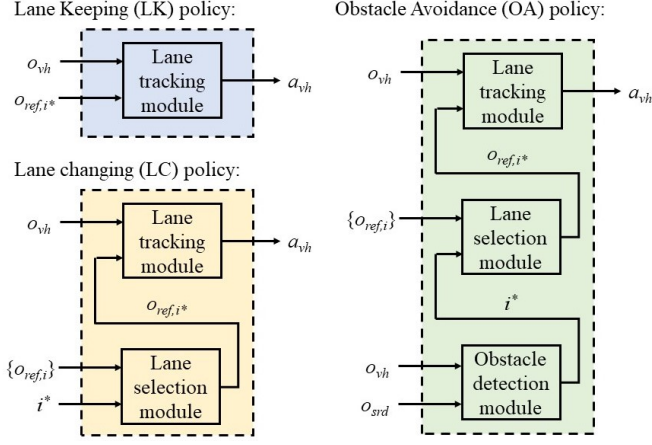 Lane Keeping (LK) policy:
o_vh
o_ref,i*
Lane
tracking
module
a_vh
Lane changing (LC) policy:
o_vh
Lane
tracking
module
a_vh
o_ref,i*
{o_ref,i}
i*
Lane
selection
module
Obstacle Avoidance (OA) policy:
o_vh
Lane
tracking
module
a_vh
o_ref,i*
{o_ref,i}
Lane
selection
module
i*
o_vh
o_srd
Obstacle
detection
module